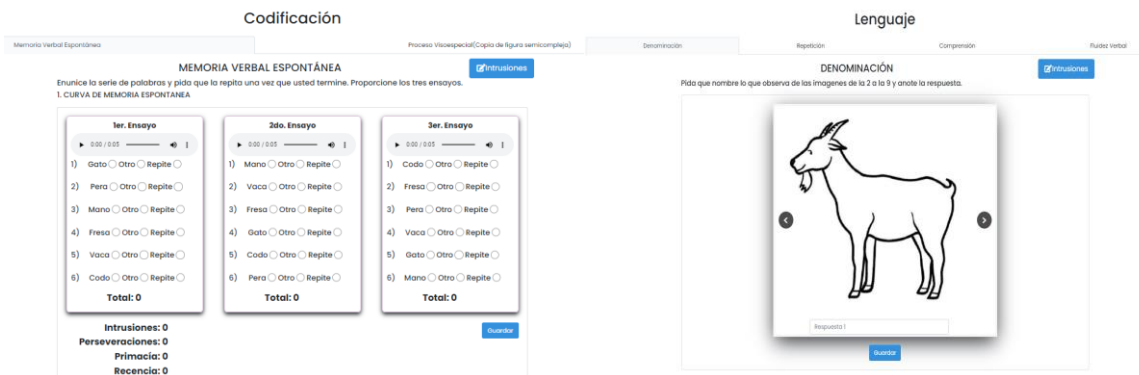 Codificación
Memoria Verbal Espontánea
Proceso Visoespecial(Copia de figura semicompleja)
MEMORIA VERBAL ESPONTÁNEA
Intrusiones
Enunice la serie de palabras y pida que la repita una vez que usted termine. Proporcione los tres ensayos.
1. CURVA DE MEMORIA ESPONTANEA
1er. Ensayo
0:00 / 0:03
1) Gato Otro Repite
2) Pera Otro Repite
3) Mano Otro Repite
4) Fresa Otro Repite
5) Vaca Otro Repite
6) Codo Otro Repite
Total: 0
2do. Ensayo
0:00 / 0:03
1) Mano Otro Repite
2) Vaca Otro Repite
3) Fresa Otro Repite
4) Gato Otro Repite
5) Codo Otro Repite
6) Pera Otro Repite
Total: 0
3er. Ensayo
0:00 / 0:03
1) Codo Otro Repite
2) Fresa Otro Repite
3) Pera Otro Repite
4) Vaca Otro Repite
5) Gato Otro Repite
6) Mano Otro Repite
Total: 0
Intrusiones: 0
Perseveraciones: 0
Primacía: 0
Recencia: 0
Guardar
Lenguaje
Denominación
Repetición
Comprensión
Fluidez Verbal
DENOMINACIÓN
Intrusiones
Pida que nombre lo que observa de las imagenes de la 2 a la 9 y anote la respuesta.
Respuesta 1
Guardar